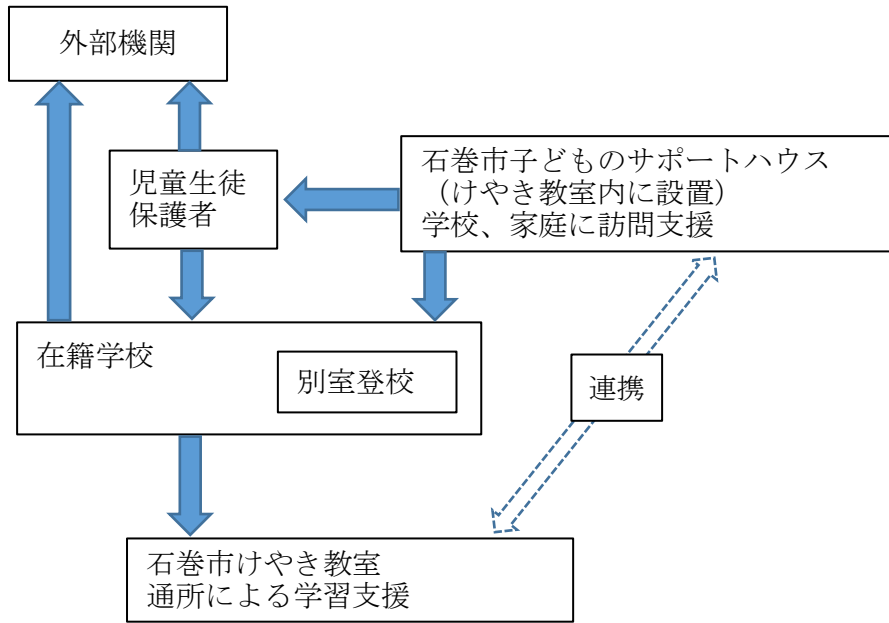 外部機関
児童生徒
保護者
石巻市子どものサポートハウス
（けやき教室内に設置）
学校、家庭に訪問支援
在籍学校
別室登校
連携
石巻市けやき教室
通所による学習支援